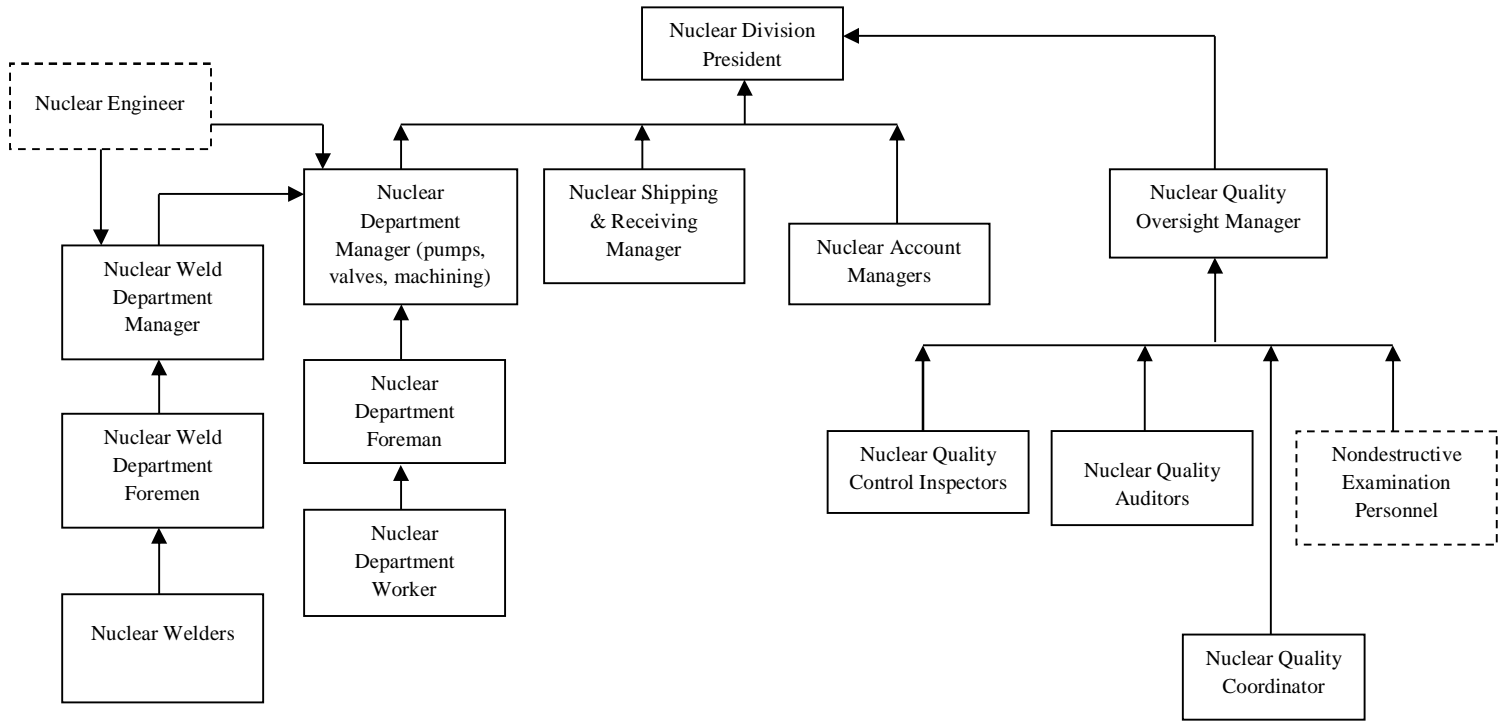 Nuclear Division
President
Nuclear Engineer
Nuclear
Department
Manager (pumps,
valves, machining)
Nuclear Shipping
& Receiving
Manager
Nuclear Account
Managers
Nuclear Quality
Oversight Manager
Nuclear Weld
Department
Manager
Nuclear
Department
Foreman
Nuclear Weld
Department
Foremen
Nuclear Quality
Control Inspectors
Nuclear Quality
Auditors
Nondestructive
Examination
Personnel
Nuclear
Department
Worker
Nuclear Welders
Nuclear Quality
Coordinator